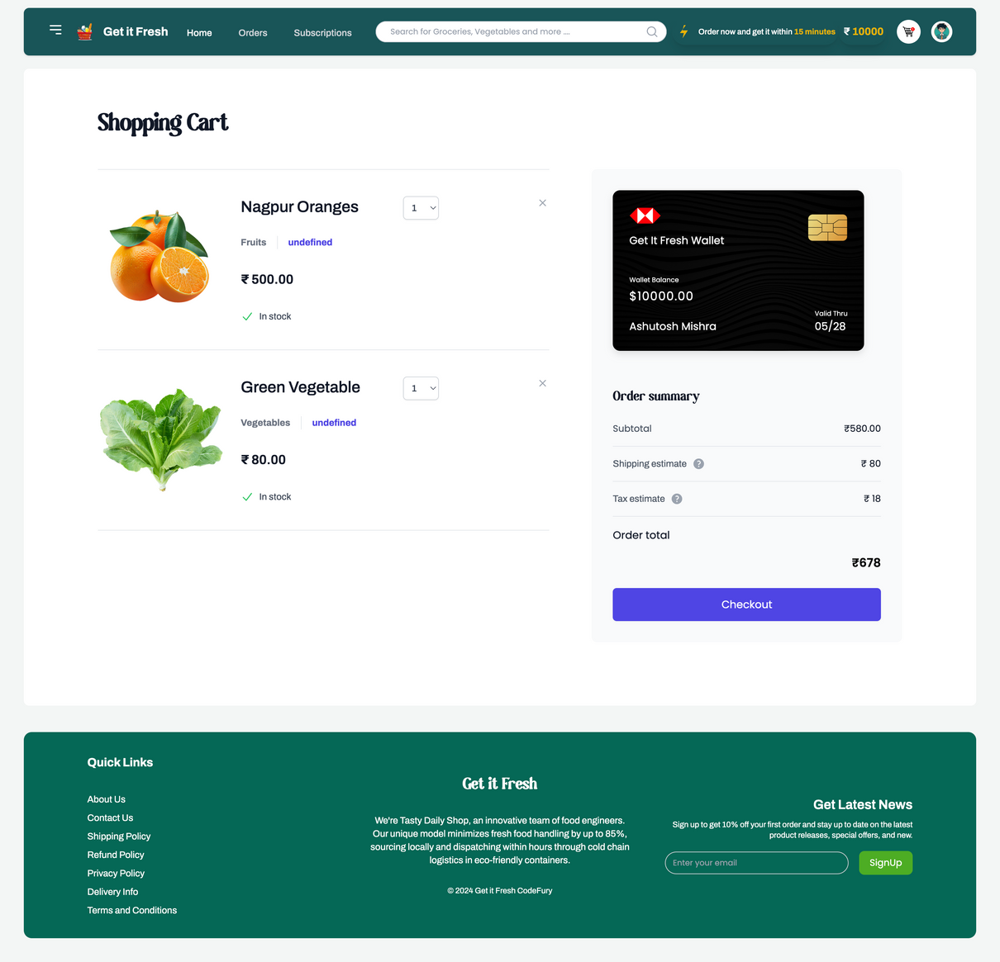 Get it Fresh
Home
Orders
Subscriptions
Search for Groceries, Vegetables and more ....
Order now and get it within 15 minutes
₹ 10000
Shopping Cart
Nagpur Oranges
1
Fruits
undefined
₹ 500.00
In stock
Green Vegetable
1
Vegetables
undefined
₹ 80.00
In stock
Get It Fresh Wallet
Wallet Balance
$10000.00
Valid Thru
Ashutosh Mishra
05/28
Order summary
Subtotal
₹580.00
Shipping estimate
?
₹ 80
Tax estimate
?
₹ 18
Order total
₹678
Checkout
Quick Links
About Us
Contact Us
Shipping Policy
Refund Policy
Privacy Policy
Delivery Info
Terms and Conditions
Get it Fresh
We're Tasty Daily Shop, an innovative team of food engineers.
Our unique model minimizes fresh food handling by up to 85%,
sourcing locally and dispatching within hours through cold chain
logistics in eco-friendly containers.
© 2024 Get it Fresh CodeFury
Get Latest News
Sign up to get 10% off your first order and stay up to date on the latest
product releases, special offers, and new.
Enter your email
SignUp